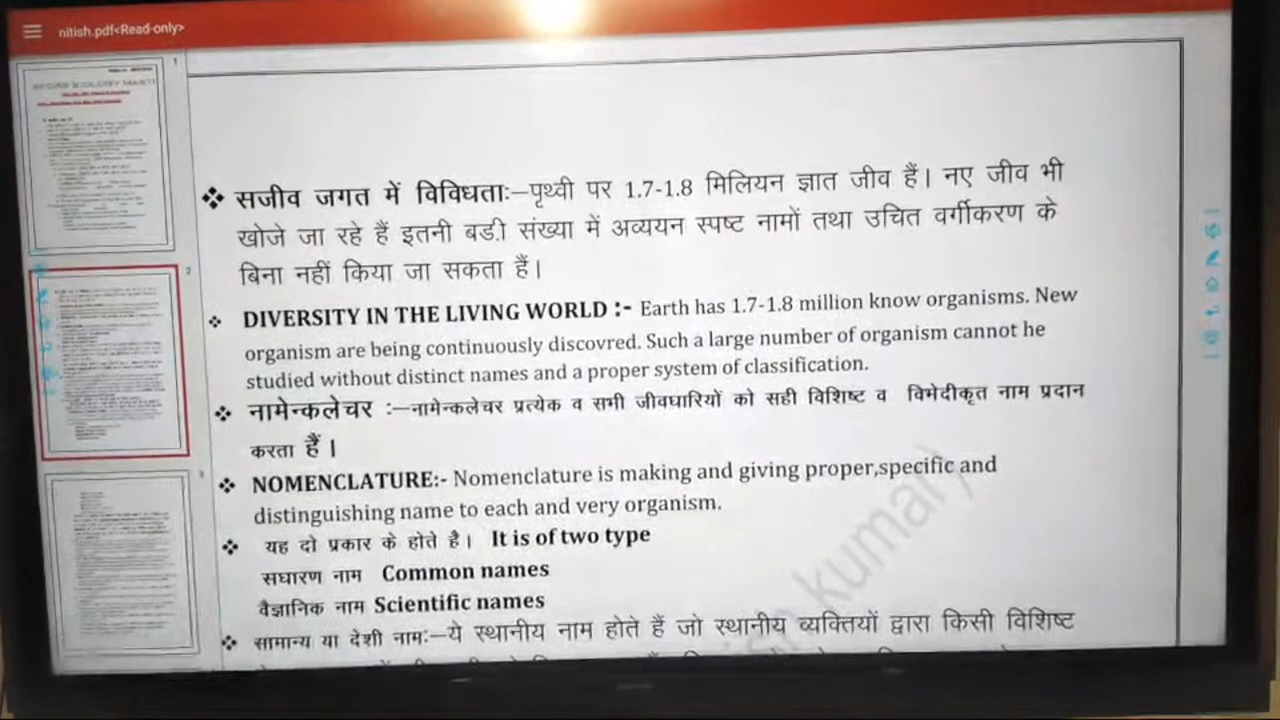 nitish.pdf<Read-only>
1
❖ सजीव जगत में विविधताः–पृथ्वी पर 1.7-1.8 मिलियन ज्ञात जीव हैं। नए जीव भी
खोजे जा रहे हैं इतनी बडी संख्या में अव्ययन स्पष्ट नामों तथा उचित वर्गीकरण के
बिना नहीं किया जा सकता हैं।
2
❖ DIVERSITY IN THE LIVING WORLD :- Earth has 1.7-1.8 million know organisms. New
organism are being continuously discovred. Such a large number of organism cannot he
studied without distinct names and a proper system of classification.
❖ नामेन्कलेचर :–नामेन्कलेचर प्रत्येक व सभी जीवधारियों को सही विशिष्ट व विभेदीकृत नाम प्रदान
करता हैं।
3
❖ NOMENCLATURE:- Nomenclature is making and giving proper,specific and
distinguishing name to each and very organism.
❖ यह दो प्रकार के होते है। It is of two type
सधारण नाम Common names
वैज्ञानिक नाम Scientific names
❖ सामान्य या देशी नामः–ये स्थानीय नाम होते हैं जो स्थानीय व्यक्तियों द्वारा किसी विशिष्ट
kumar)